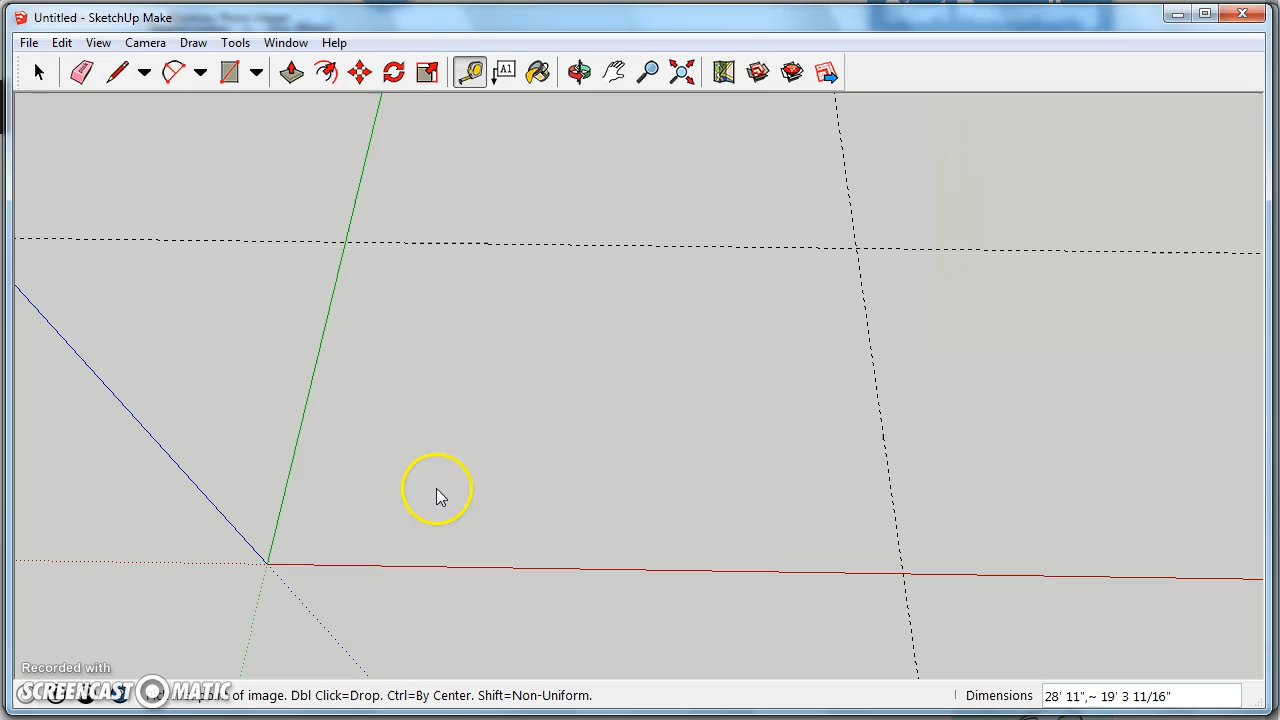 Untitled - SketchUp Make
File Edit View Camera Draw Tools Window Help
A1
Recorded with
SCREENCAST MATIC
of image. Dbl Click=Drop. Ctrl=By Center. Shift=Non-Uniform.
Dimensions 28' 11",~ 19' 3 11/16"